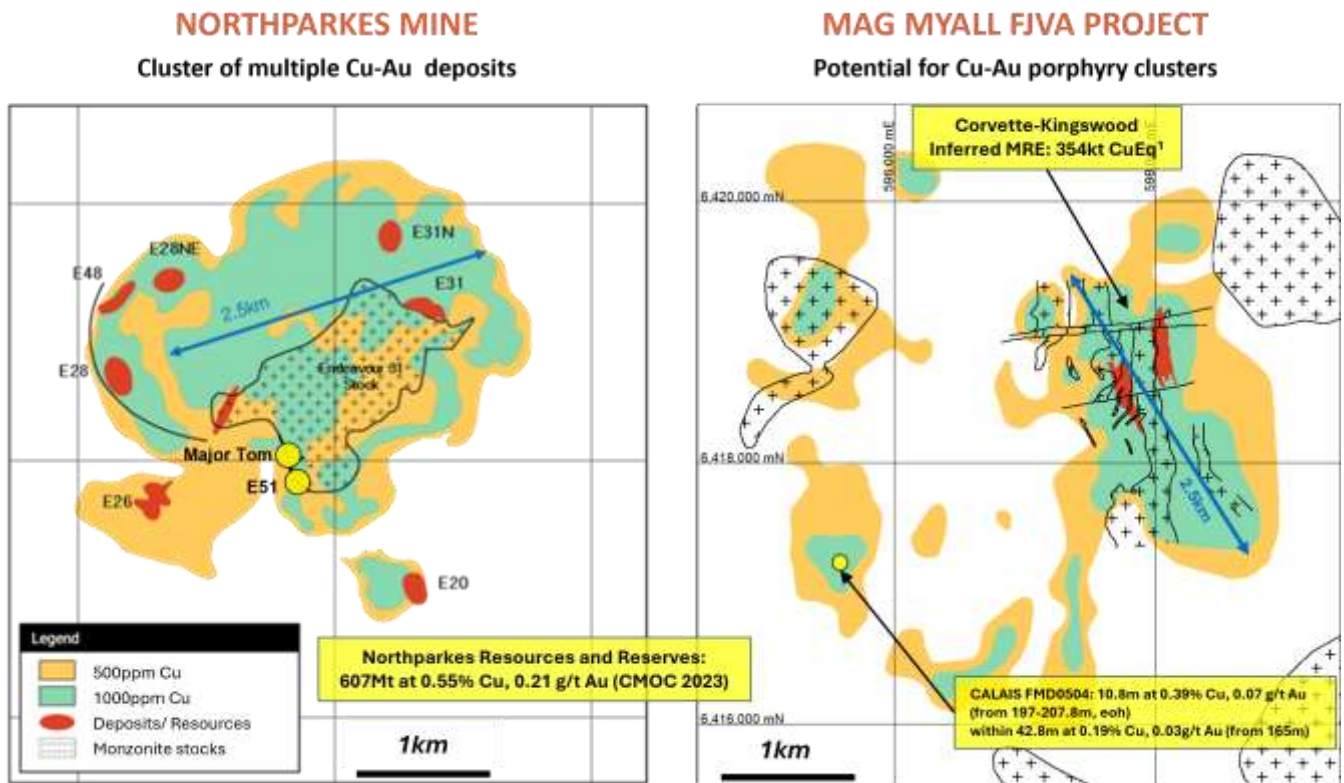 NORTHPARKES MINE
Cluster of multiple Cu-Au deposits
E28NE
E48
E31N
E31
2.5km
E28
Endeavour 31
Stock
Major Tom
E51
E26
E20
Legend
500ppm Cu
1000ppm Cu
Deposits/ Resources
Monzonite stocks
Northparkes Resources and Reserves:
607Mt at 0.55% Cu, 0.21 g/t Au (CMOC 2023)
1km
MAG MYALL FJVA PROJECT
Potential for Cu-Au porphyry clusters
Corvette-Kingswood
Inferred MRE: 354kt CuEq¹
596.000 mE
6,420.000 mN
6,418.000 mN
2.5km
6,416.000 mN
CALAIS FMD0504: 10.8m at 0.39% Cu, 0.07 g/t Au
(from 197-207.8m, eoh)
within 42.8m at 0.19% Cu, 0.03g/t Au (from 165m)
1km